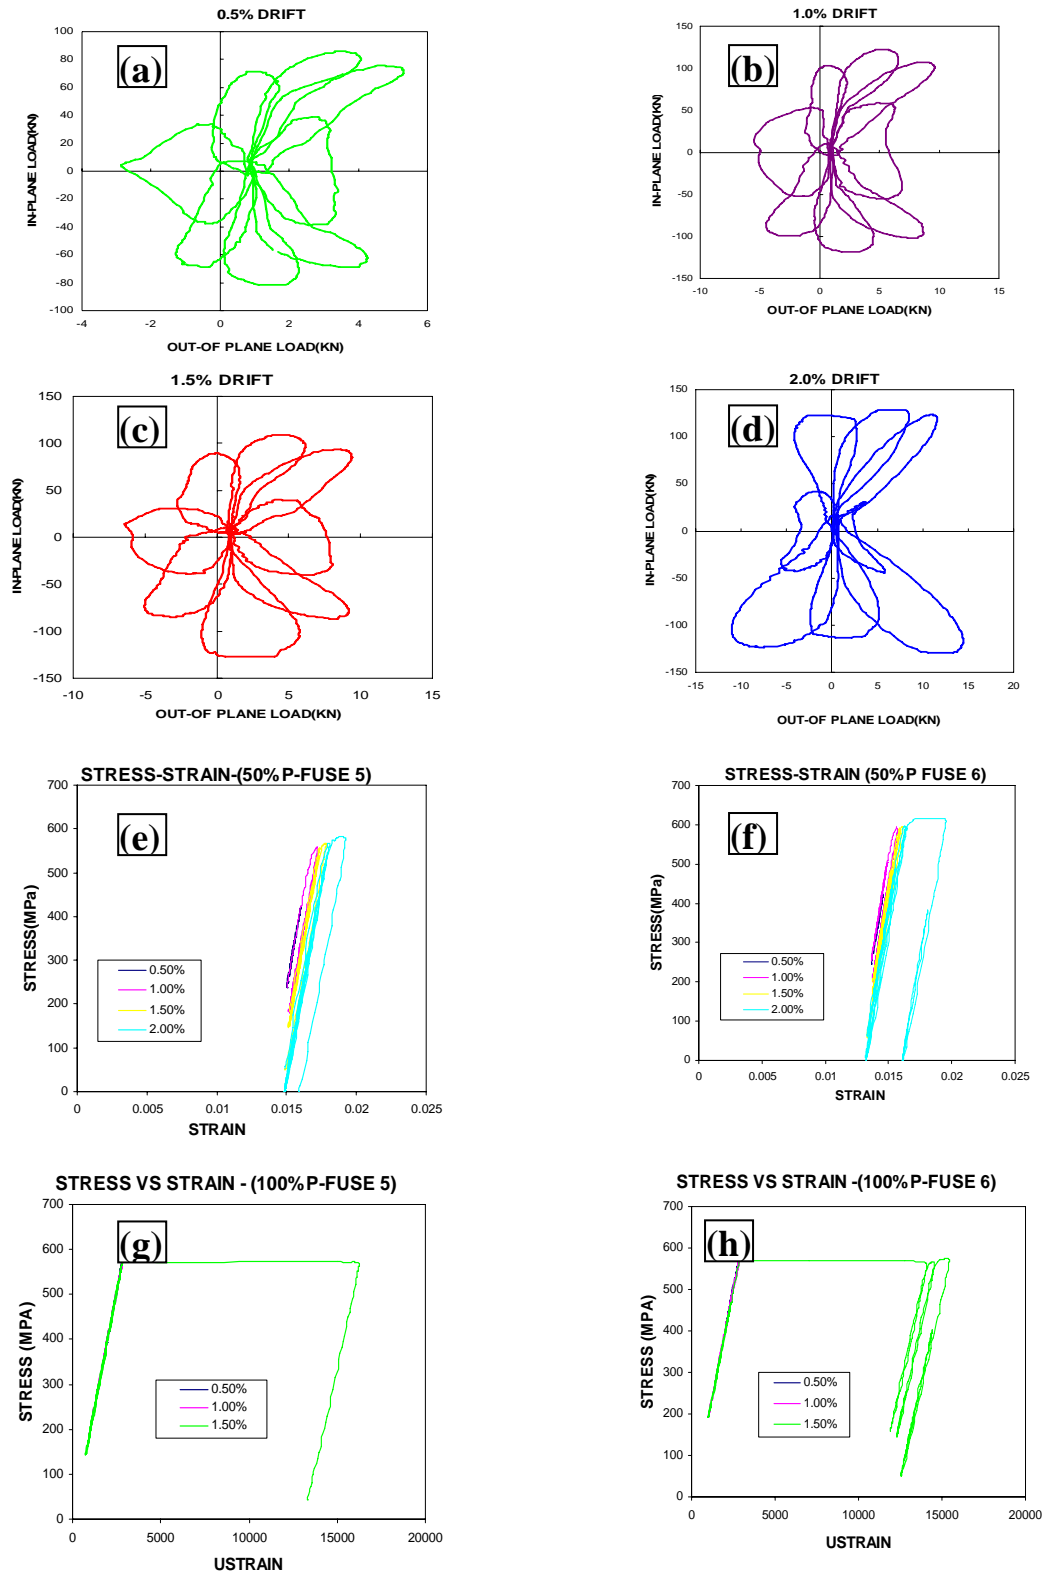 0.5% DRIFT
(a)
100
80
60
40
20
0
-20
-40
-60
-80
-100
IN-PLANE LOAD(KN)
-4 -2 0 2 4 6
OUT-OF PLANE LOAD(KN)
1.0% DRIFT
(b)
150
100
50
0
-50
-100
-150
IN-PLANE LOAD(KN)
-10 -5 0 5 10 15
OUT-OF PLANE LOAD(KN)
1.5% DRIFT
(c)
150
100
50
0
-50
-100
-150
IN-PLANE LOAD(KN)
-10 -5 0 5 10 15
OUT-OF PLANE LOAD(KN)
2.0% DRIFT
(d)
150
100
50
0
-50
-100
-150
IN-PLANE LOAD(KN)
-15 -10 -5 0 5 10 15 20
OUT-OF PLANE LOAD(KN)
STRESS-STRAIN-(50%P-FUSE 5)
(e)
700
600
500
400
300
200
100
0
STRESS(MPa)
0.50%
1.00%
1.50%
2.00%
0 0.005 0.01 0.015 0.02 0.025
STRAIN
STRESS-STRAIN (50%P FUSE 6)
(f)
700
600
500
400
300
200
100
0
STRESS(MPa)
0.50%
1.00%
1.50%
2.00%
0 0.005 0.01 0.015 0.02 0.025
STRAIN
STRESS VS STRAIN - (100%P-FUSE 5)
(g)
700
600
500
400
300
200
100
0
STRESS (MPA)
0.50%
1.00%
1.50%
0 5000 10000 15000 20000
USTRAIN
STRESS VS STRAIN -(100%P-FUSE 6)
(h)
700
600
500
400
300
200
100
0
STRESS (MPA)
0.50%
1.00%
1.50%
0 5000 10000 15000 20000
USTRAIN